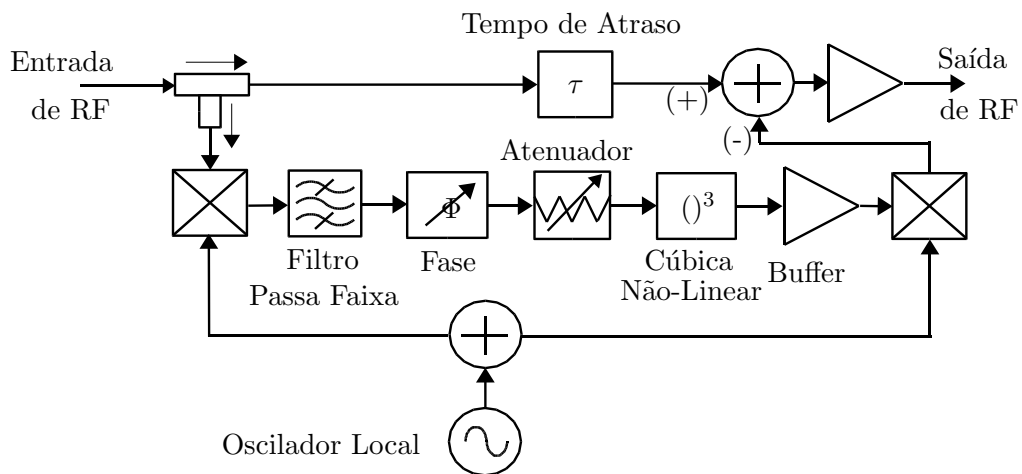 Tempo de Atraso
Entrada
de RF
τ
(+)
Saída
de RF
(-)
Atenuador
Φ
()³
Filtro
Passa Faixa
Fase
Cúbica
Não-Linear
Buffer
Oscilador Local